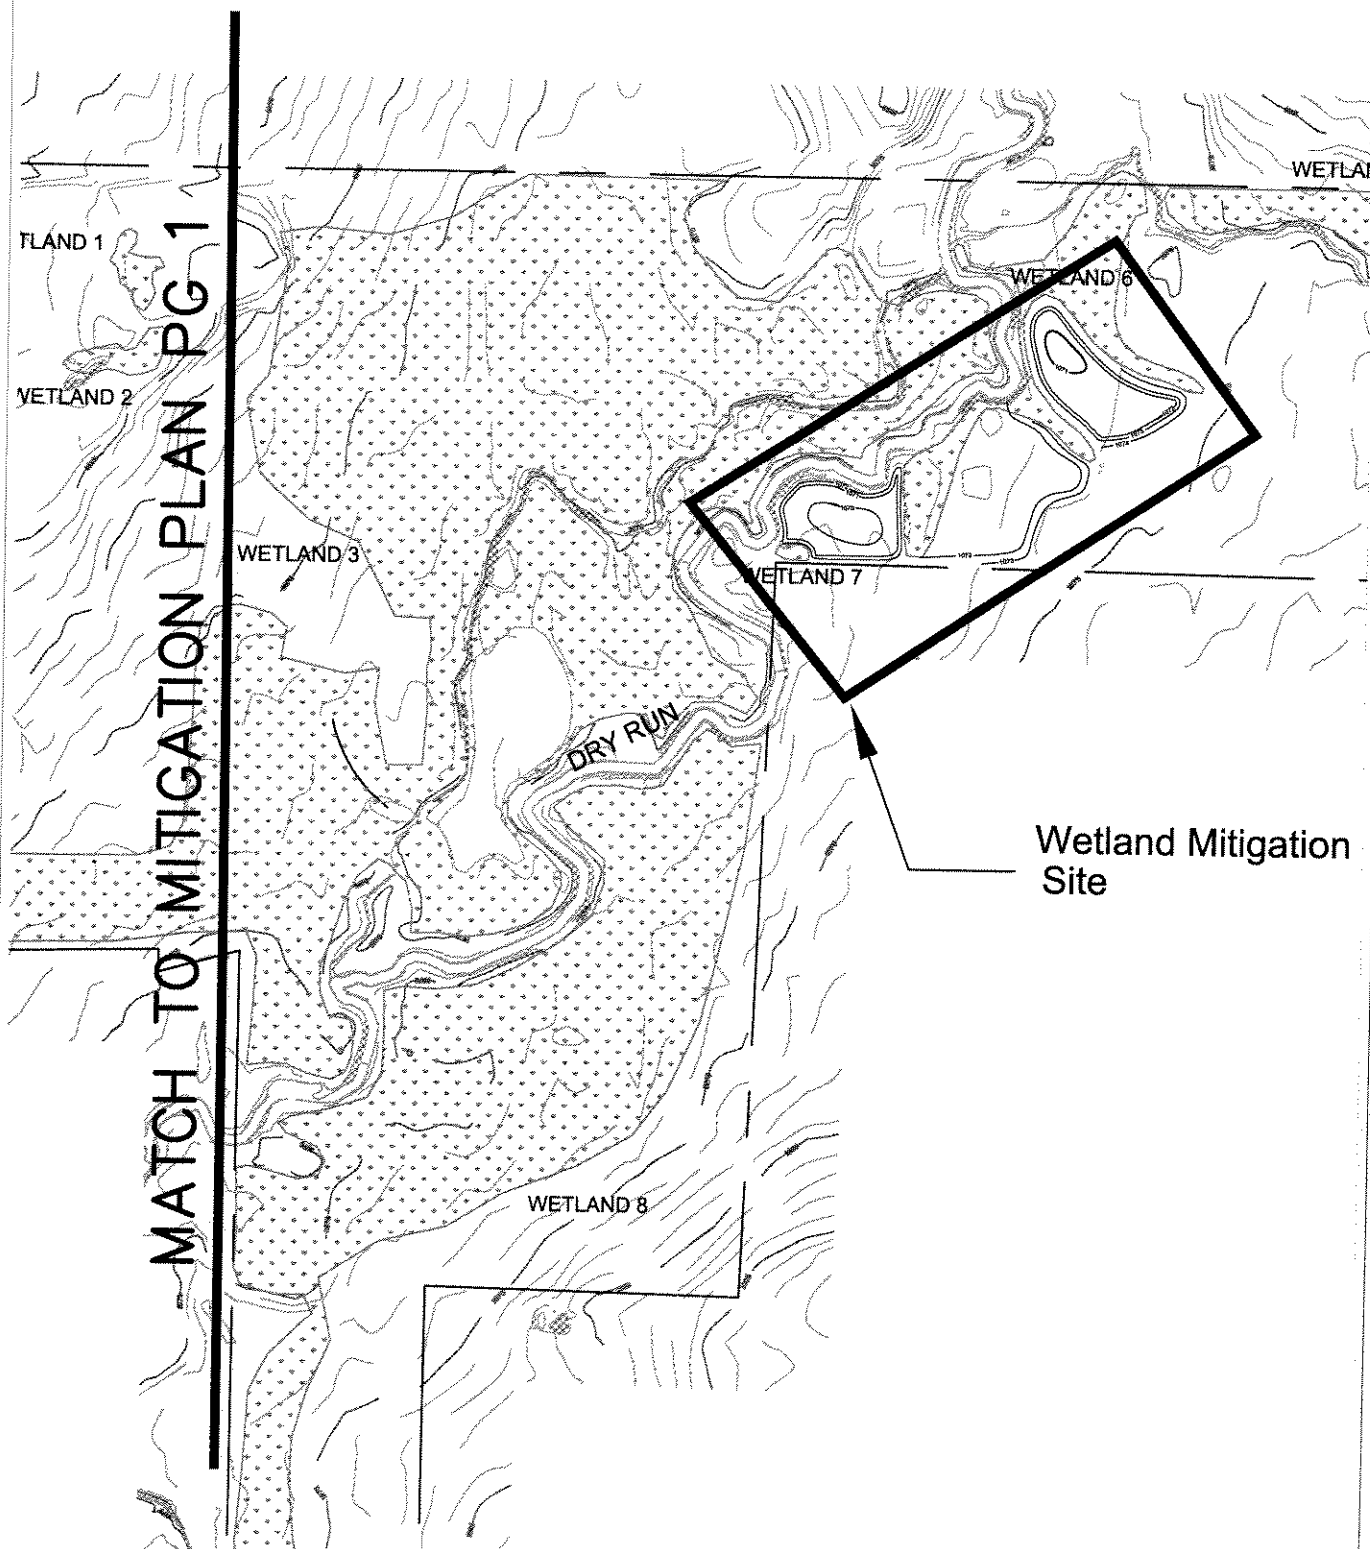 MATCH TO MITIGATION PLAN PG 1
WETLAN
TLAND 1
WETLAND 6
WETLAND 2
WETLAND 3
WETLAND 7
DRY RUN
Wetland Mitigation
Site
WETLAND 8